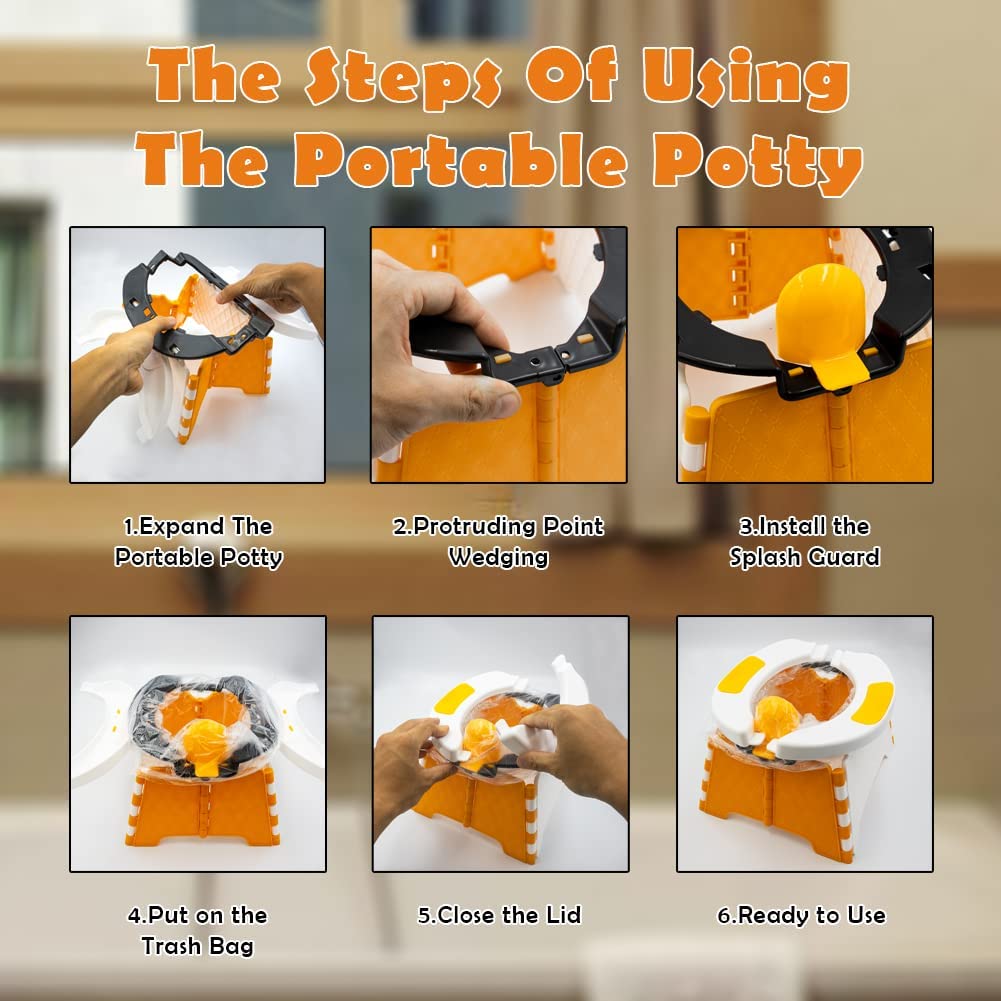 The Steps Of Using
The Portable Potty
1.Expand The
Portable Potty
2.Protruding Point
Wedging
3.Install the
Splash Guard
4.Put on the
Trash Bag
5.Close the Lid
6.Ready to Use